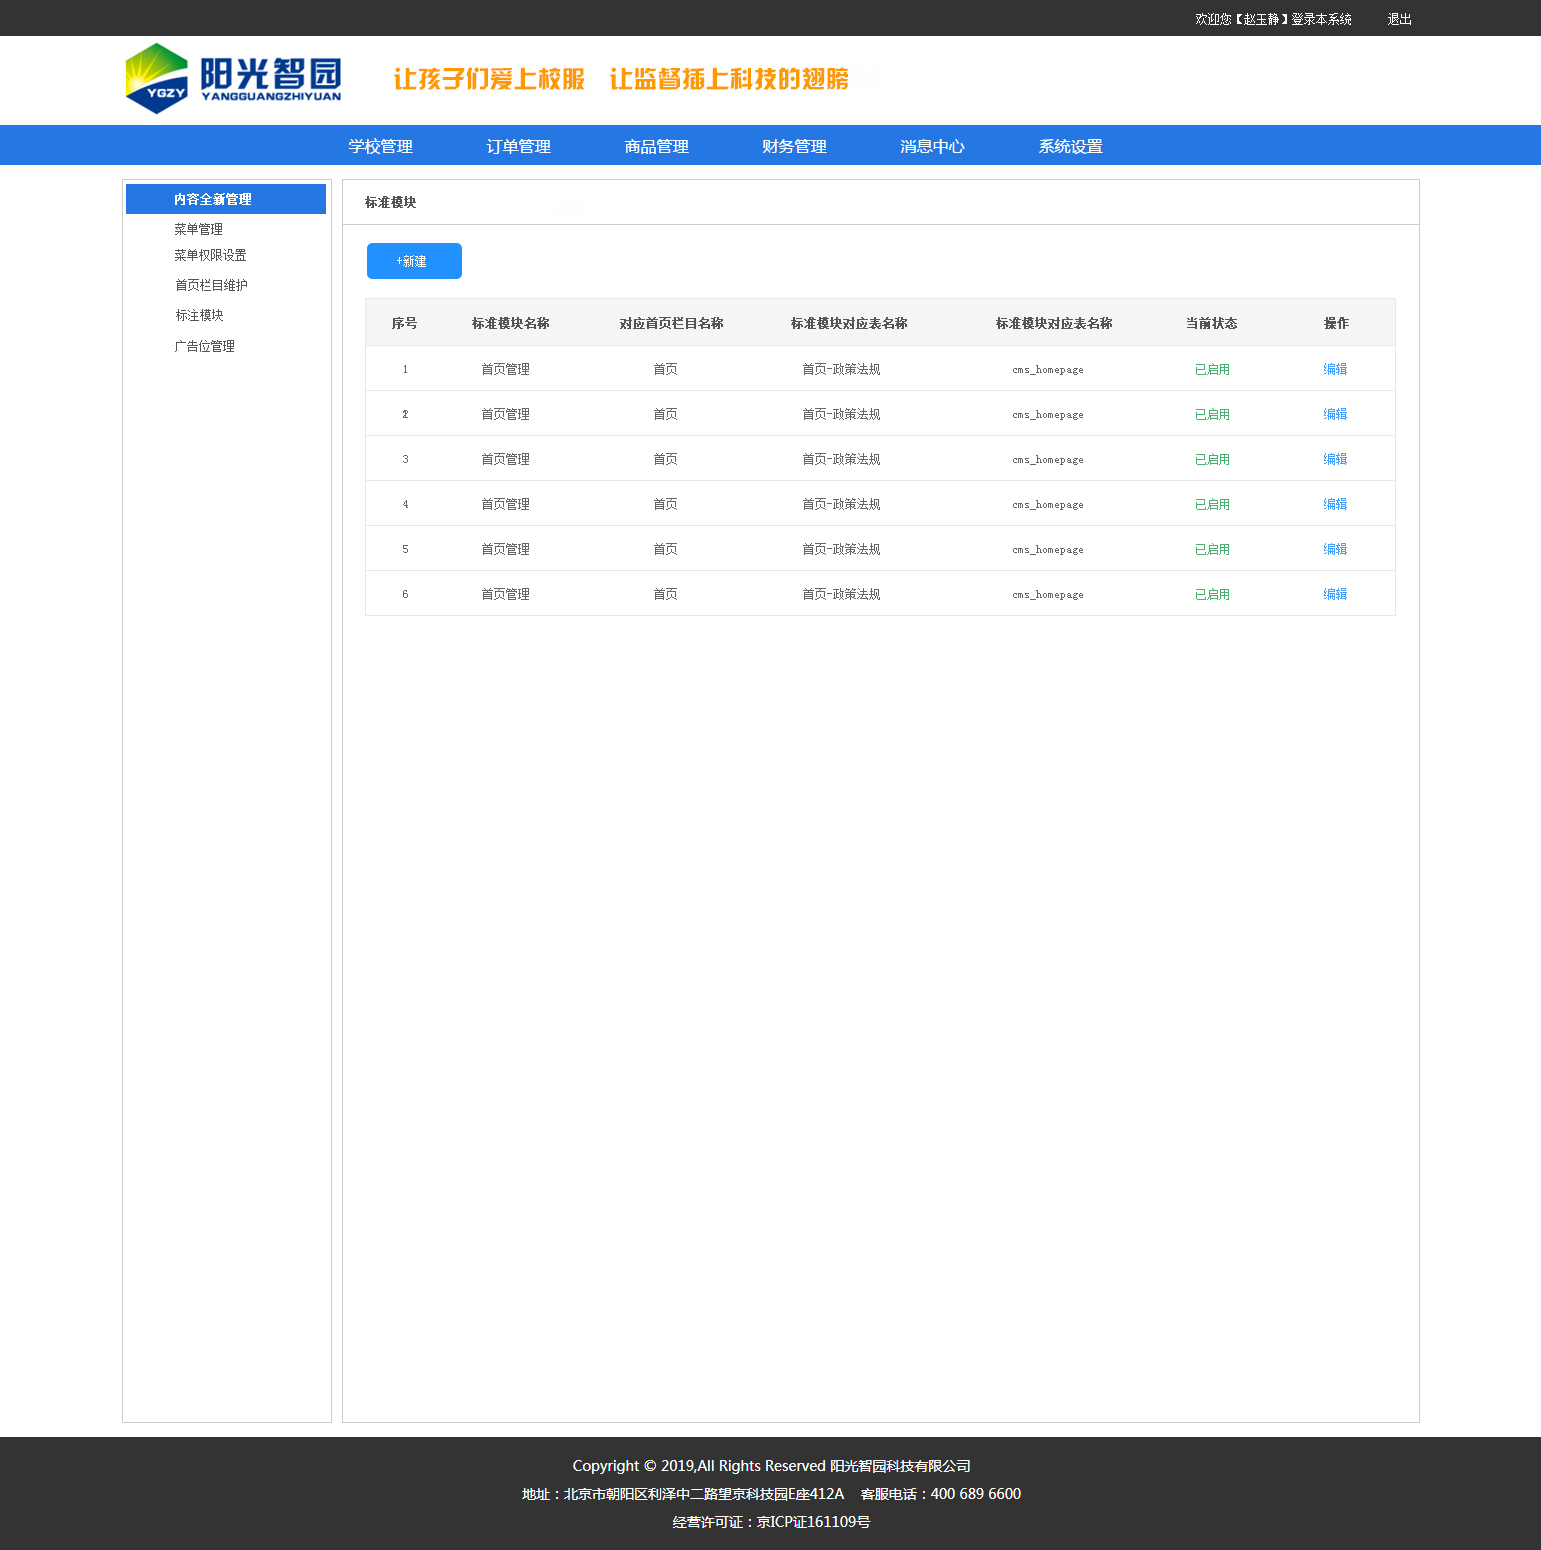 欢迎您【赵玉静】登录本系统 退出
YGZY 阳光智园 YANGGUANGZHIYUAN 让孩子们爱上校服 让监督插上科技的翅膀
学校管理 订单管理 商品管理 财务管理 消息中心 系统设置
内容全新管理
菜单管理
菜单权限设置
首页栏目维护
标注模块
广告位管理
标准模块
+新建
序号 标准模块名称 对应首页栏目名称 标准模块对应表名称 标准模块对应表名称 当前状态 操作
1 首页管理 首页 首页-政策法规 cms_homepage 已启用 编辑
首页管理 首页 首页-政策法规 cms_homepage 已启用 编辑
3 首页管理 首页 首页-政策法规 cms_homepage 已启用 编辑
4 首页管理 首页 首页-政策法规 cms_homepage 已启用 编辑
5 首页管理 首页 首页-政策法规 cms_homepage 已启用 编辑
6 首页管理 首页 首页-政策法规 cms_homepage 已启用 编辑
Copyright © 2019,All Rights Reserved 阳光智园科技有限公司
地址：北京市朝阳区利泽中二路望京科技园E座412A 客服电话：400 689 6600
经营许可证：京ICP证161109号